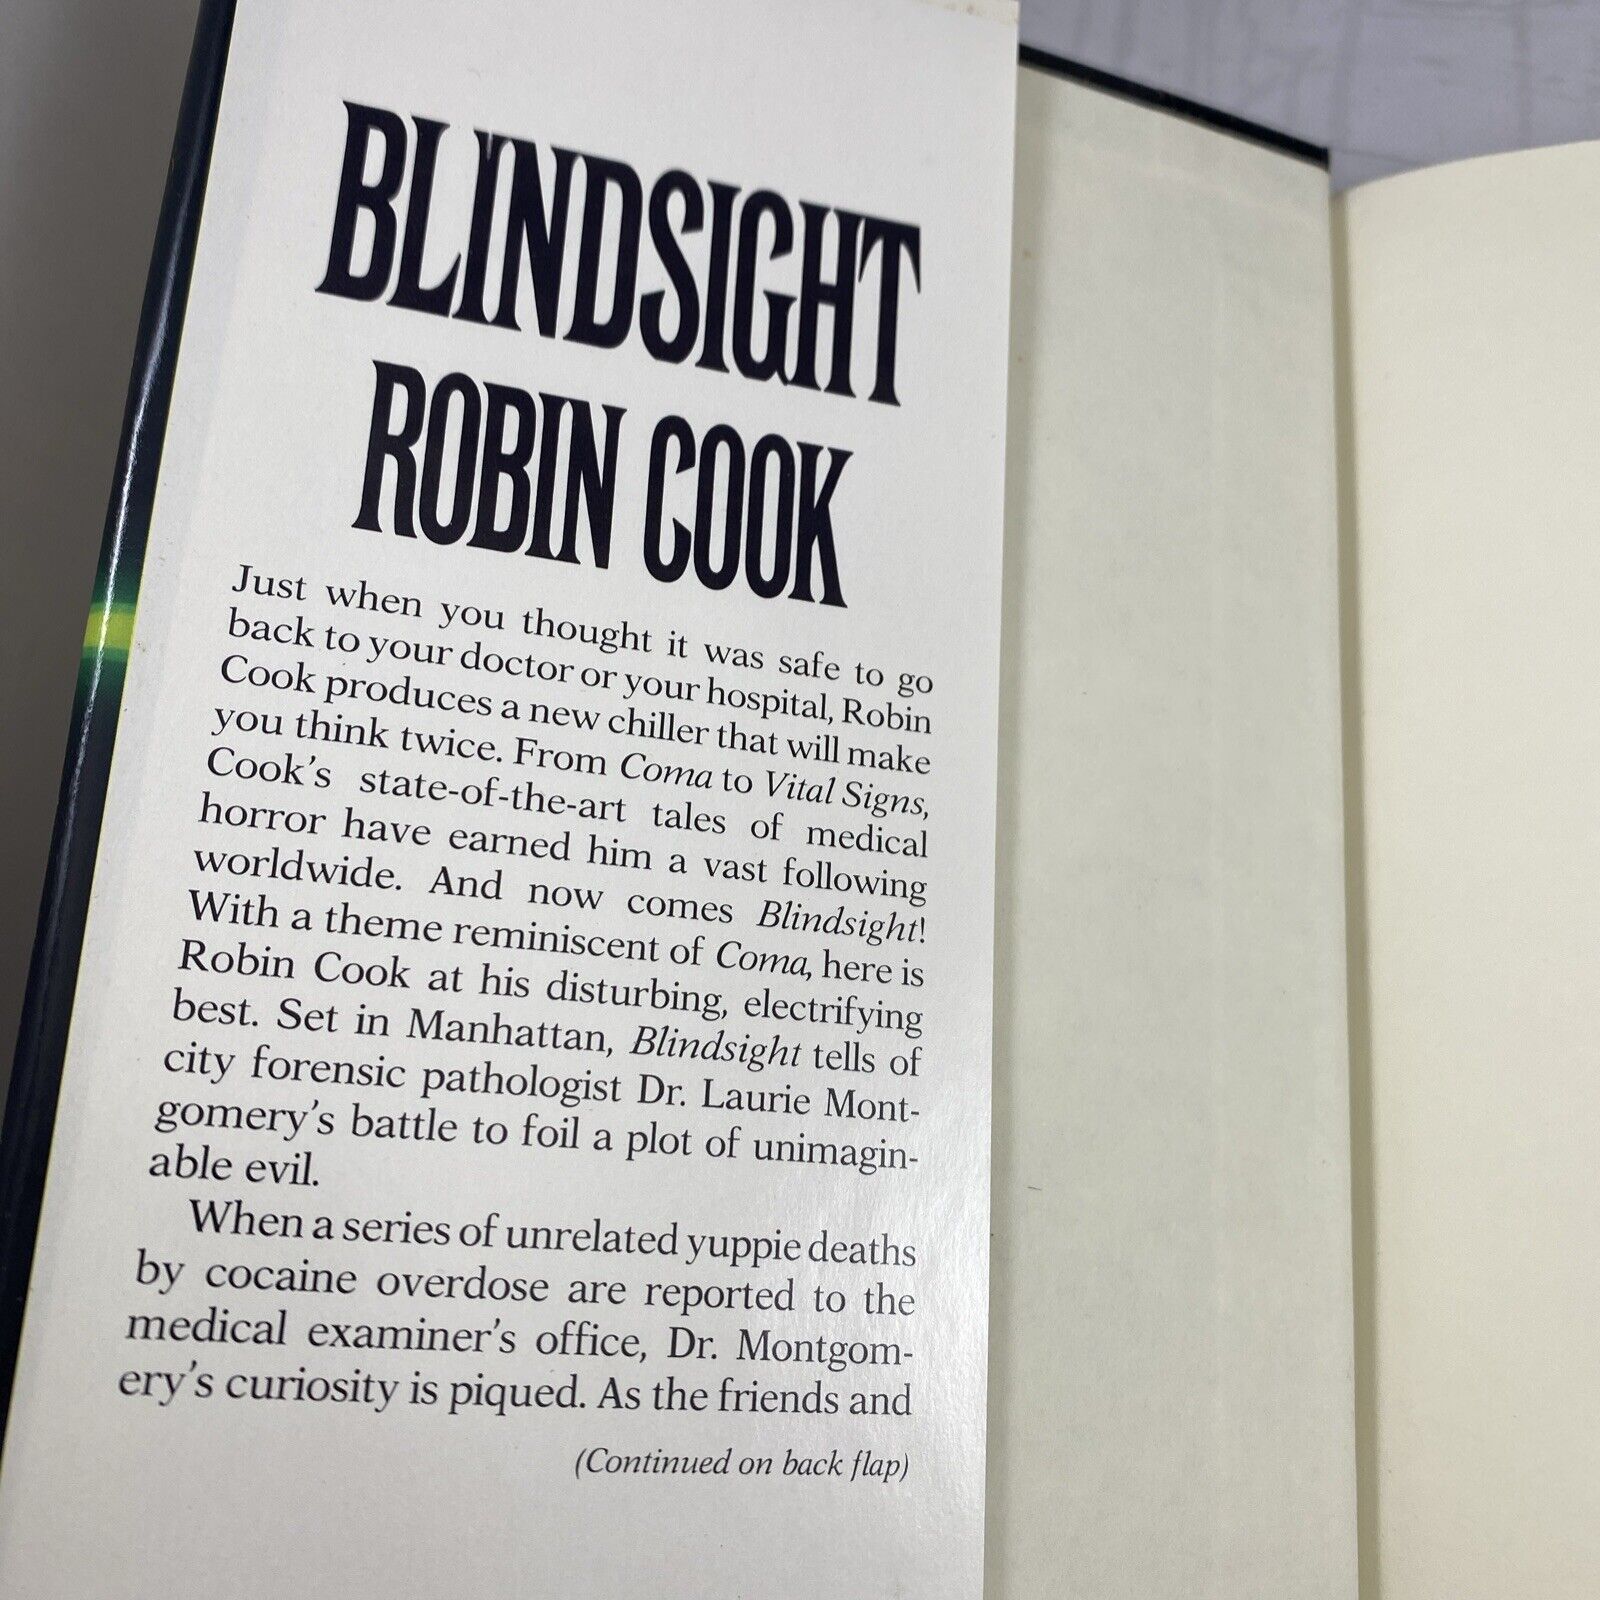 BLINDSIGHT
ROBIN COOK
Just when you thought it was safe to go
back to your doctor or your hospital, Robin
Cook produces a new chiller that will make
you think twice. From Coma to Vital Signs,
Cook's state-of-the-art tales of medical
horror have earned him a vast following
worldwide. And now comes Blindsight!
With a theme reminiscent of Coma, here is
Robin Cook at his disturbing, electrifying
best. Set in Manhattan, Blindsight tells of
city forensic pathologist Dr. Laurie Mont-
gomery's battle to foil a plot of unimagin-
able evil.
When a series of unrelated yuppie deaths
by cocaine overdose are reported to the
medical examiner's office, Dr. Montgom-
ery's curiosity is piqued. As the friends and
(Continued on back flap)